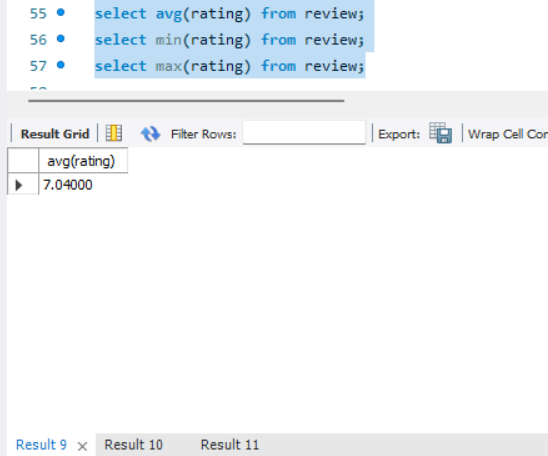 55 select avg(rating) from review;
56 select min(rating) from review;
57 select max(rating) from review;
Result Grid Filter Rows: Export: Wrap Cell Con
avg(rating)
7.04000
Result 9 × Result 10 Result 11